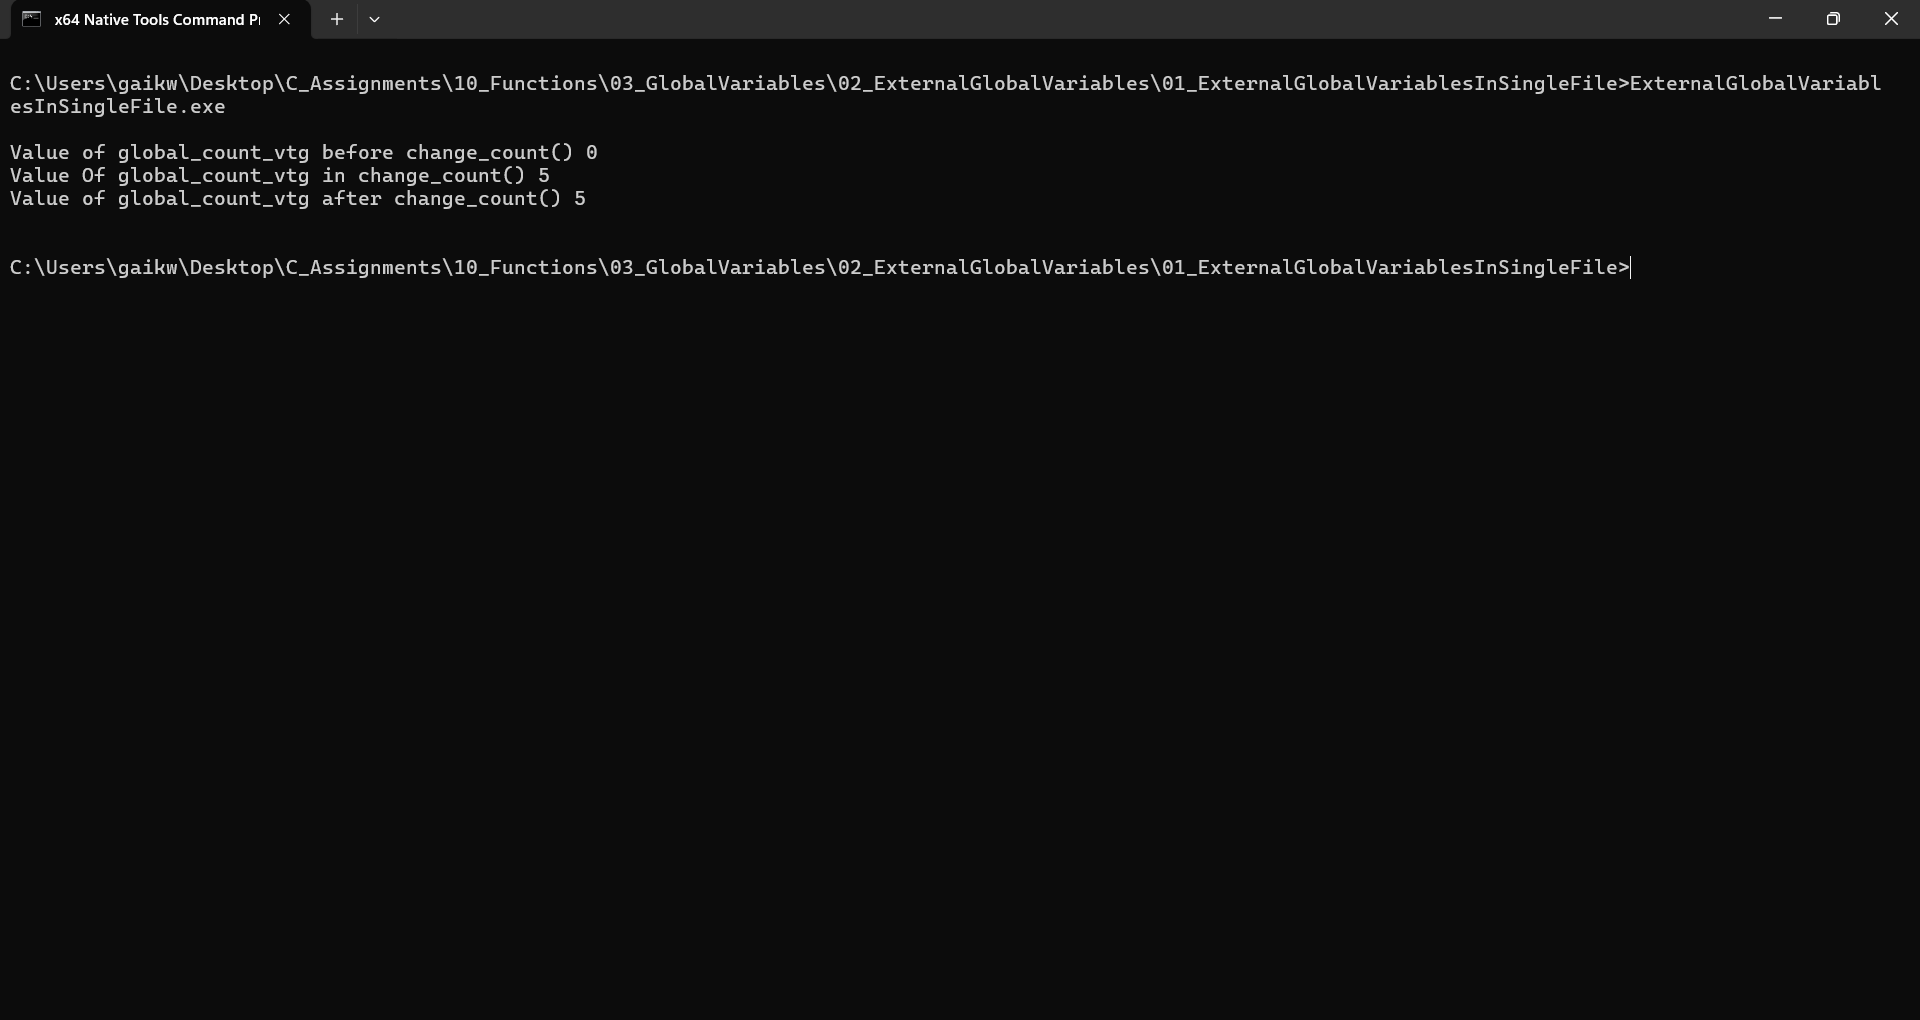 x64 Native Tools Command P
C:\Users\gaikw\Desktop\C_Assignments\10_Functions\03_GlobalVariables\02_ExternalGlobalVariables\01_ExternalGlobalVariablesInSingleFile>ExternalGlobalVariabl
esInSingleFile.exe
Value of global_count_vtg before change_count() 0
Value Of global_count_vtg in change_count() 5
Value of global_count_vtg after change_count() 5
C:\Users\gaikw\Desktop\C_Assignments\10_Functions\03_GlobalVariables\02_ExternalGlobalVariables\01_ExternalGlobalVariablesInSingleFile>